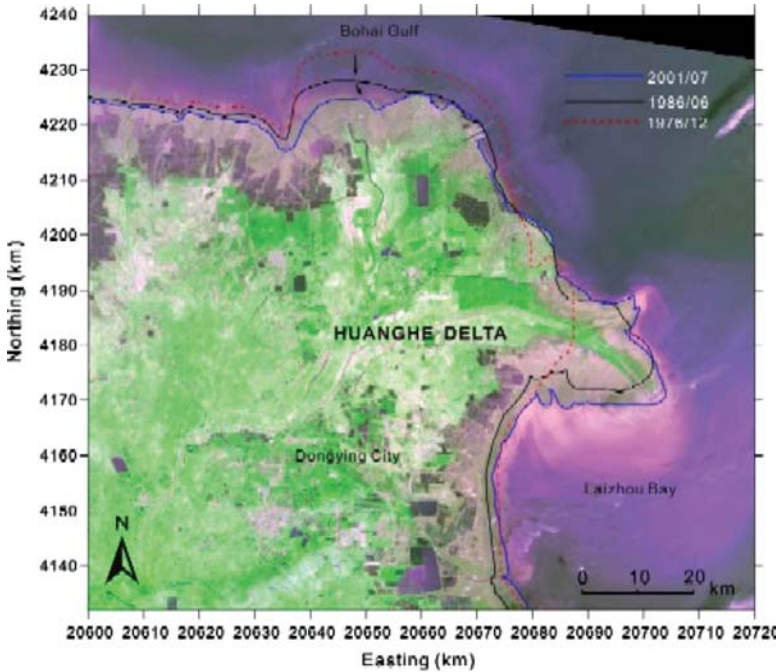 4240
4230
4220
4210
4200
4190
4180
4170
4160
4150
4140
Northing (km)
Bohai Gulf
2001/07
1986/06
1976/12
HUANGHE DELTA
Dongying City
Laizhou Bay
N
0 10 20
km
20600 20610 20620 20630 20640 20650 20660 20670 20680 20690 20700 20710 20720
Easting (km)